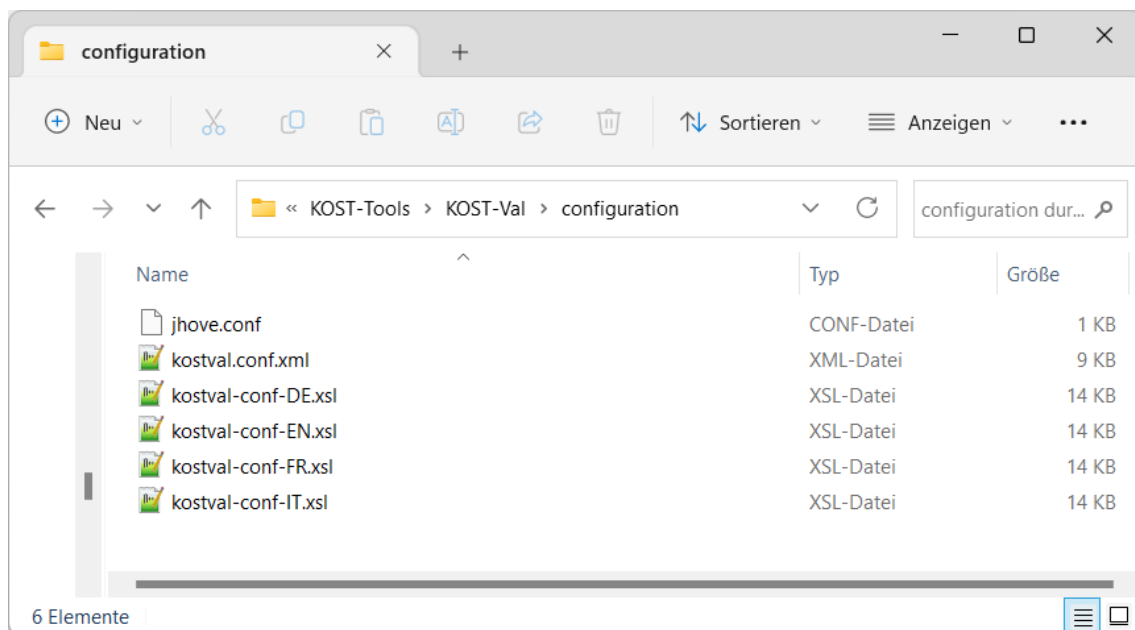 configuration
Neu Sortieren Anzeigen
« KOST-Tools > KOST-Val > configuration configuration dur...
Name Typ Größe
jhove.conf CONF-Datei 1 KB
kostval.conf.xml XML-Datei 9 KB
kostval-conf-DE.xsl XSL-Datei 14 KB
kostval-conf-EN.xsl XSL-Datei 14 KB
kostval-conf-FR.xsl XSL-Datei 14 KB
kostval-conf-IT.xsl XSL-Datei 14 KB
6 Elemente